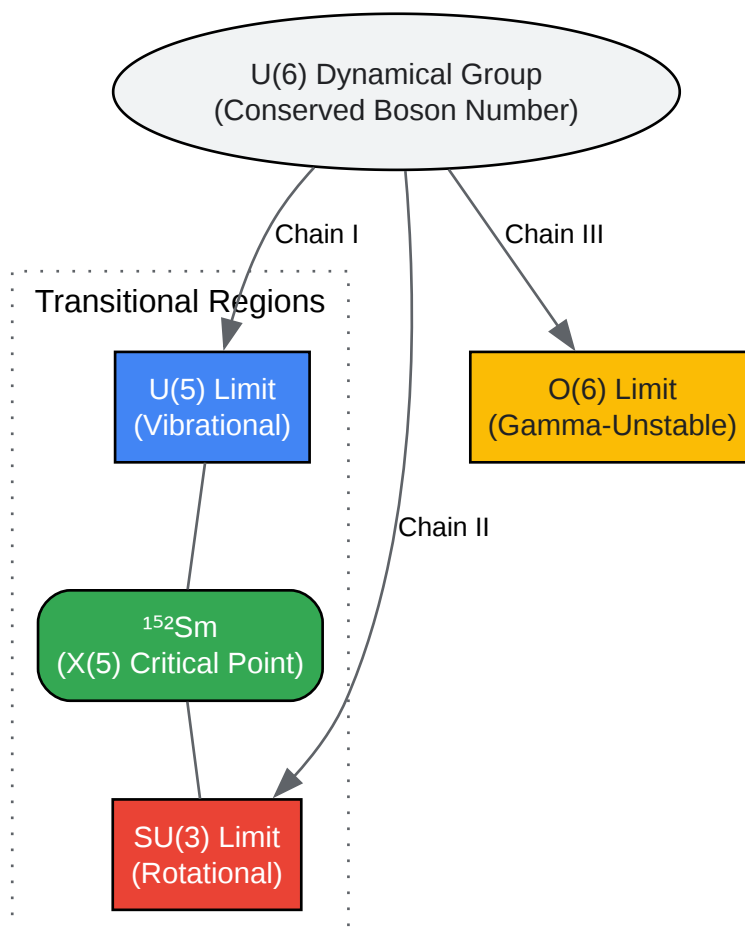 U(6) Dynamical Group
(Conserved Boson Number)
Chain I
Chain III
Transitional Regions
U(5) Limit
(Vibrational)
O(6) Limit
(Gamma-Unstable)
Chain II
¹⁵²Sm
(X(5) Critical Point)
SU(3) Limit
(Rotational)